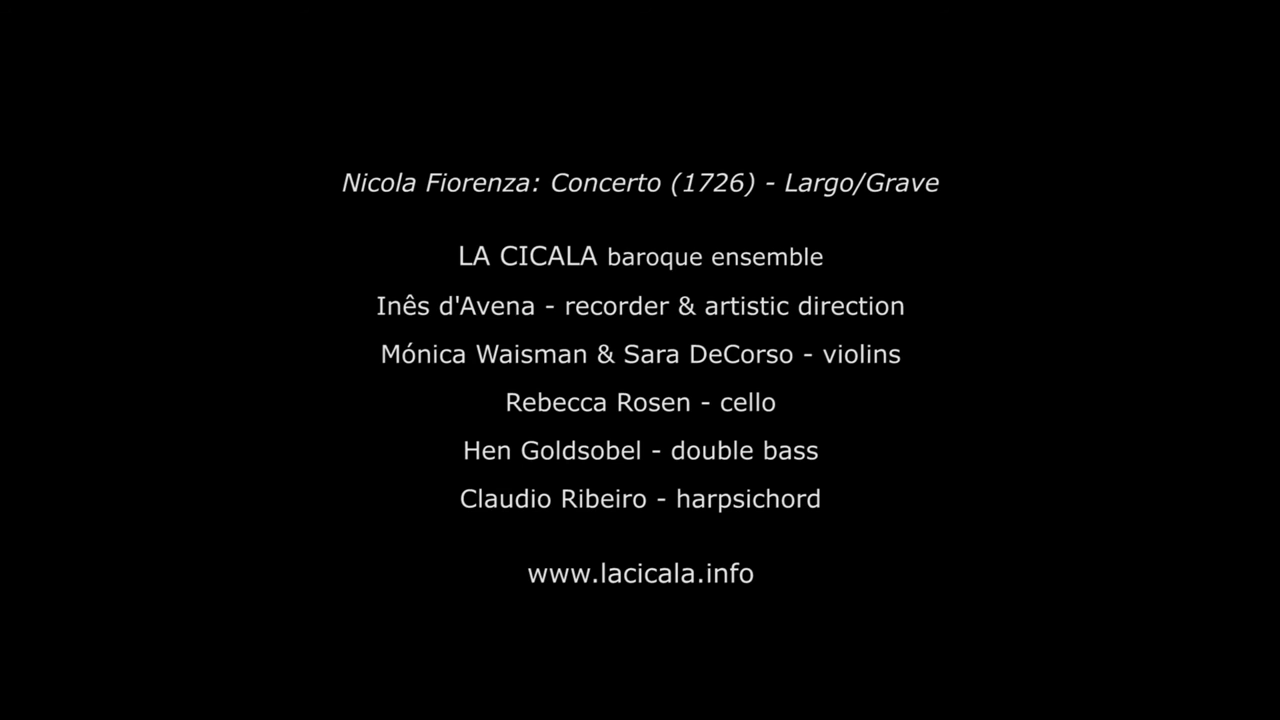 Nicola Fiorenza: Concerto (1726) - Largo/Grave
LA CICALA baroque ensemble
Inês d'Avena - recorder & artistic direction
Mónica Waisman & Sara DeCorso - violins
Rebecca Rosen - cello
Hen Goldsobel - double bass
Claudio Ribeiro - harpsichord
www.lacicala.info